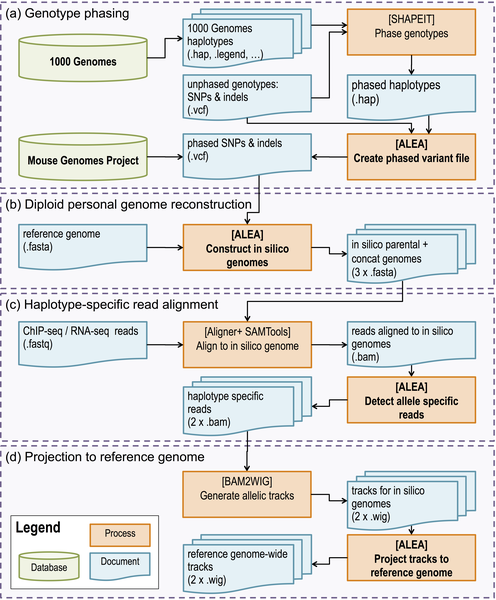 (a) Genotype phasing
1000 Genomes
1000 Genomes
haplotypes
(.hap, .legend, ...)
[SHAPEIT]
Phase genotypes
unphased genotypes:
SNPs & indels
(.vcf)
phased haplotypes
(.hap)
Mouse Genomes Project
phased SNPs & indels
(.vcf)
[ALEA]
Create phased variant file
(b) Diploid personal genome reconstruction
reference genome
(.fasta)
[ALEA]
Construct in silico
genomes
in silico parental +
concat genomes
(3 x .fasta)
(c) Haplotype-specific read alignment
ChIP-seq / RNA-seq reads
(.fastq)
[Aligner+ SAMTools]
Align to in silico genome
reads aligned to in silico
genomes
(.bam)
haplotype specific
reads
(2 x .bam)
[ALEA]
Detect allele specific
reads
(d) Projection to reference genome
[BAM2WIG]
Generate allelic tracks
tracks for in silico
genomes
(2 x .wig)
Legend
Process
Database
Document
reference genome-wide
tracks
(2 x .wig)
[ALEA]
Project tracks to
reference genome